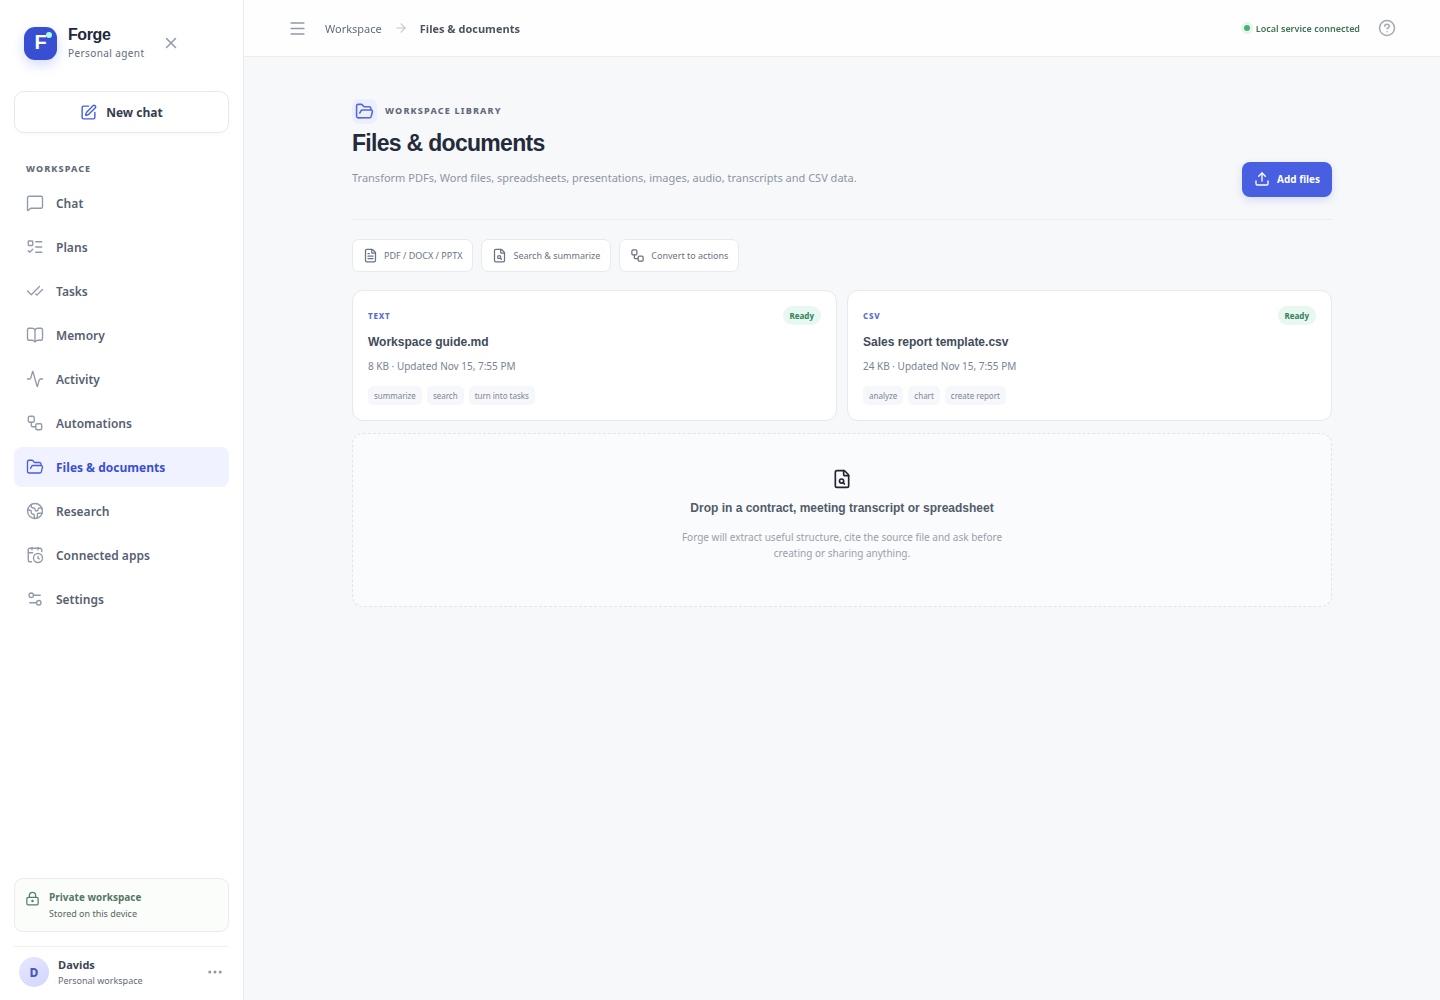 F
Forge
Personal agent
New chat
WORKSPACE
Chat
Plans
Tasks
Memory
Activity
Automations
Files & documents
Research
Connected apps
Settings
Private workspace
Stored on this device
D
Davids
Personal workspace
Workspace
Files & documents
Local service connected
WORKSPACE LIBRARY
Files & documents
Transform PDFs, Word files, spreadsheets, presentations, images, audio, transcripts and CSV data.
Add files
PDF / DOCX / PPTX
Search & summarize
Convert to actions
TEXT
Ready
Workspace guide.md
8 KB · Updated Nov 15, 7:55 PM
summarize
search
turn into tasks
CSV
Ready
Sales report template.csv
24 KB · Updated Nov 15, 7:55 PM
analyze
chart
create report
Drop in a contract, meeting transcript or spreadsheet
Forge will extract useful structure, cite the source file and ask before
creating or sharing anything.